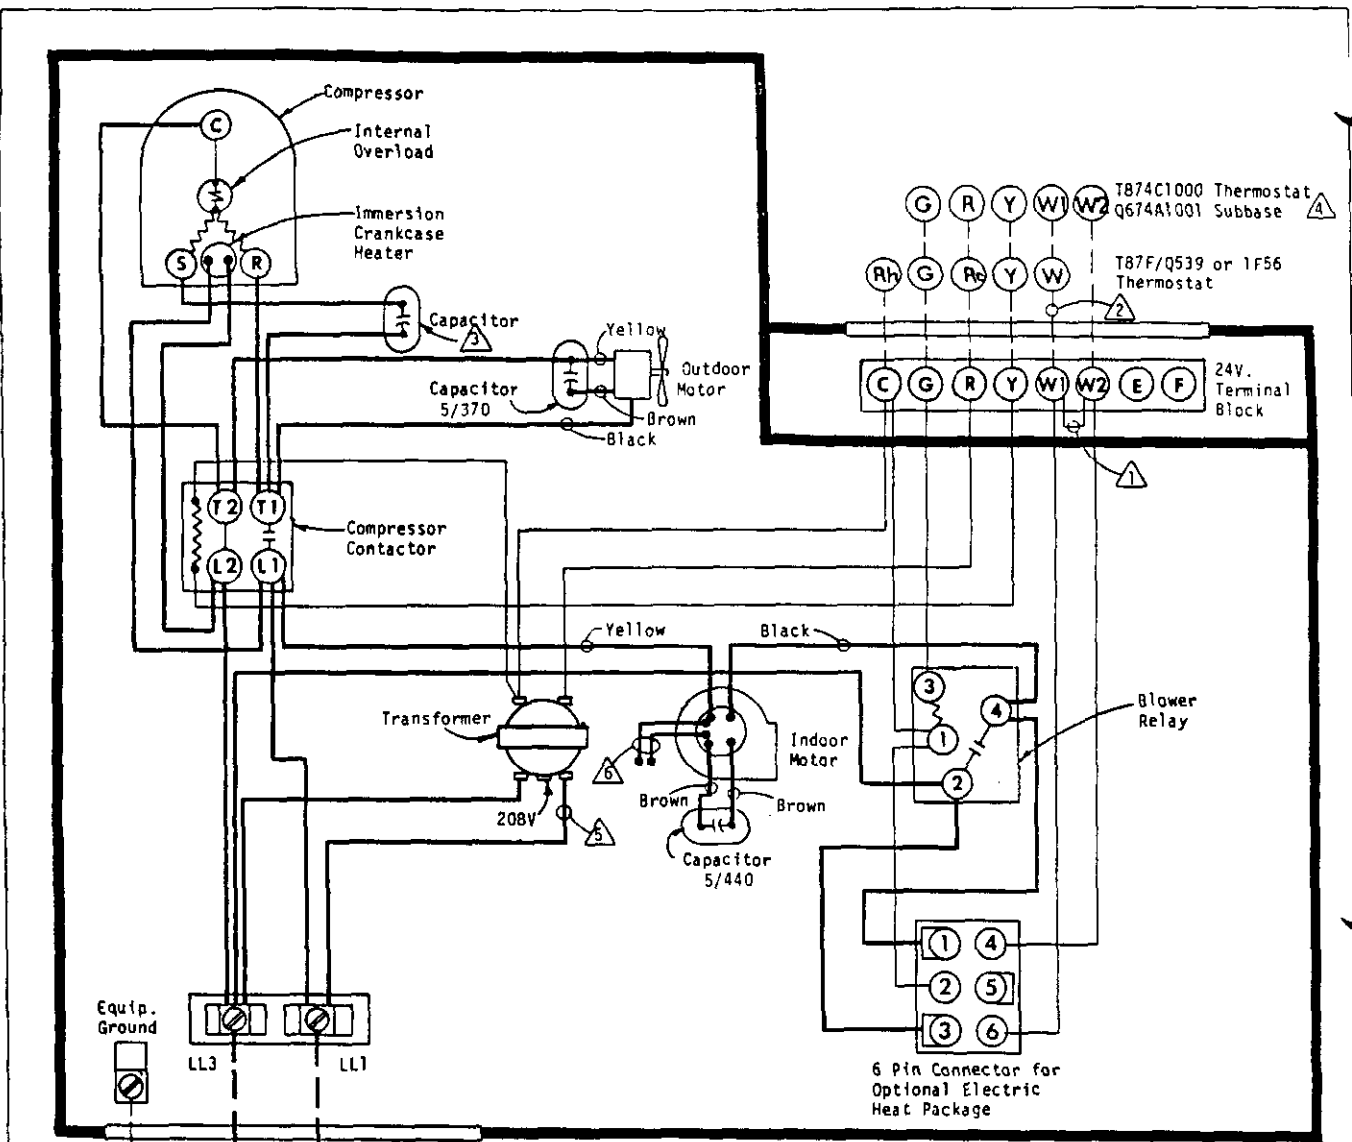 Compressor
C
Internal
Overload
Immersion
Crankcase
Heater
S
R
T874C1000 Thermostat
Q674A1001 Subbase
4
G R Y W1 W2
T87F/Q539 or 1F56
Thermostat
Rh G Rc Y W
2
Capacitor
3
Yellow
Outdoor
Motor
Capacitor
5/370
Brown
Black
C G R Y W1 W2 E F
24V.
Terminal
Block
1
T2 T1
Compressor
Contactor
L2 L1
Yellow
Black
3
4
1
2
Blower
Relay
Transformer
208V
5
Indoor
Motor
6
Brown
Brown
Capacitor
5/440
1 4
2 5
3 6
6 Pin Connector for
Optional Electric
Heat Package
Equip.
Ground
LL3
LL1